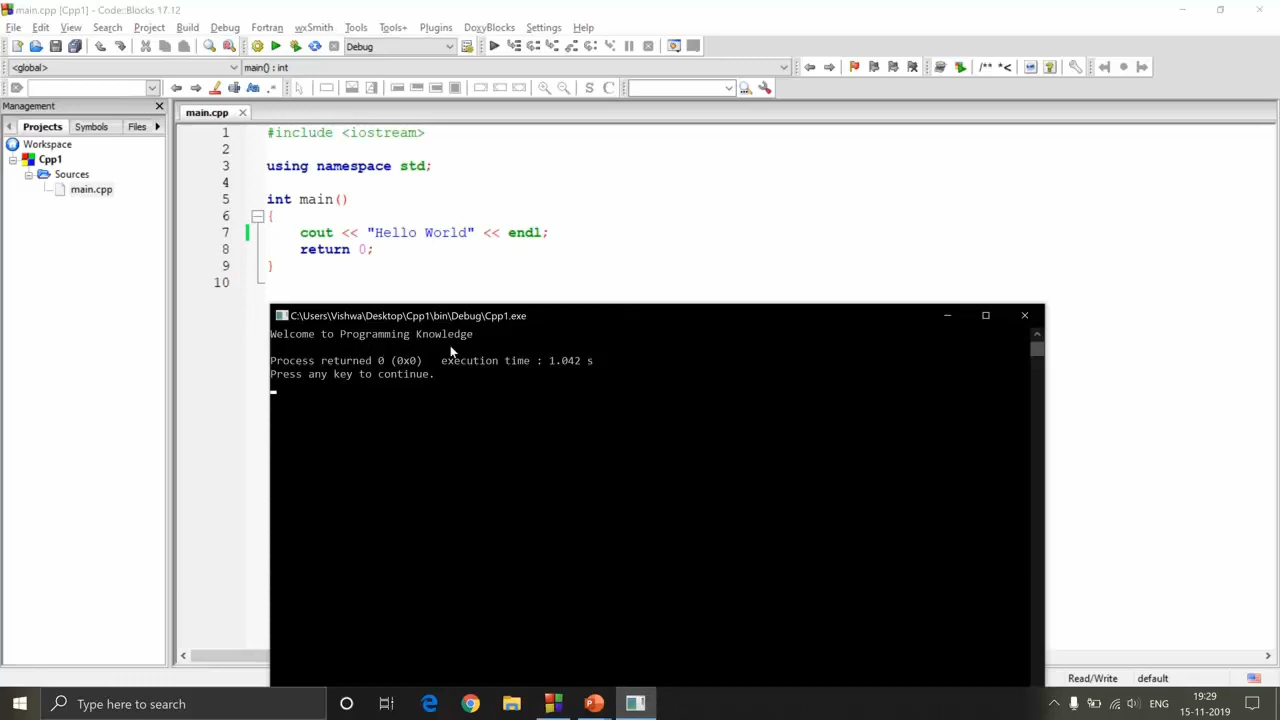 main.cpp [Cpp1] - Code::Blocks 17.12
File Edit View Search Project Build Debug Fortran wxSmith Tools Tools+ Plugins DoxyBlocks Settings Help
Debug
<global> main() : int
/** *<
S C
Management
main.cpp
Projects Symbols Files
Workspace
Cpp1
Sources
main.cpp
1 #include <iostream>
2
3 using namespace std;
4
5 int main()
6 {
7 cout << "Hello World" << endl;
8 return 0;
9 }
10
C:\Users\Vishwa\Desktop\Cpp1\bin\Debug\Cpp1.exe
Welcome to Programming Knowledge
Process returned 0 (0x0) execution time : 1.042 s
Press any key to continue.
Read/Write default
Type here to search
ENG
19:29
15-11-2019